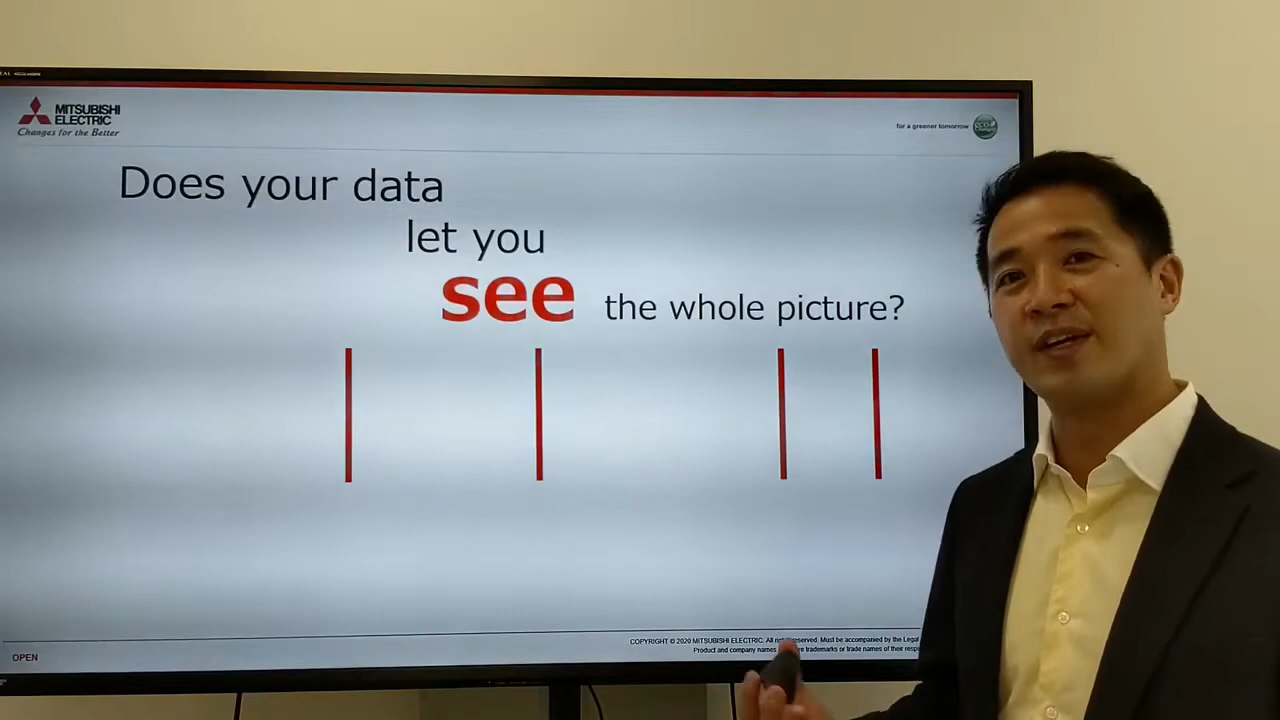 MITSUBISHI
ELECTRIC
Changes for the Better
for a greener tomorrow
Does your data
let you
see the whole picture?
COPYRIGHT © 2020 MITSUBISHI ELECTRIC. All reserved. Must be accompanied by the Legal
Product and company names trademarks or trade names of their
OPEN